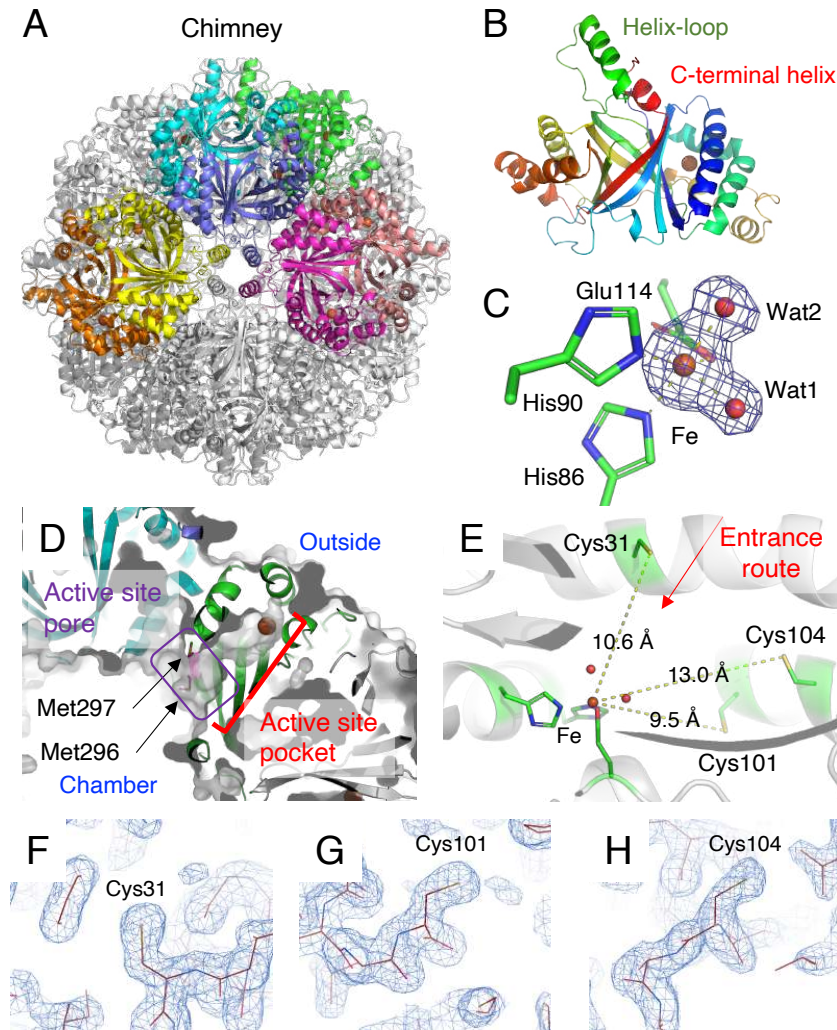 A
Chimney
B
Helix-loop
C-terminal helix
C
Glu114
Wat2
His90
Wat1
Fe
His86
D
Outside
Active site
pore
Met297
Met296
Active site
pocket
Chamber
E
Cys31
Entrance
route
10.6 Å
Cys104
13.0 Å
9.5 Å
Fe
Cys101
F
Cys31
G
Cys101
H
Cys104